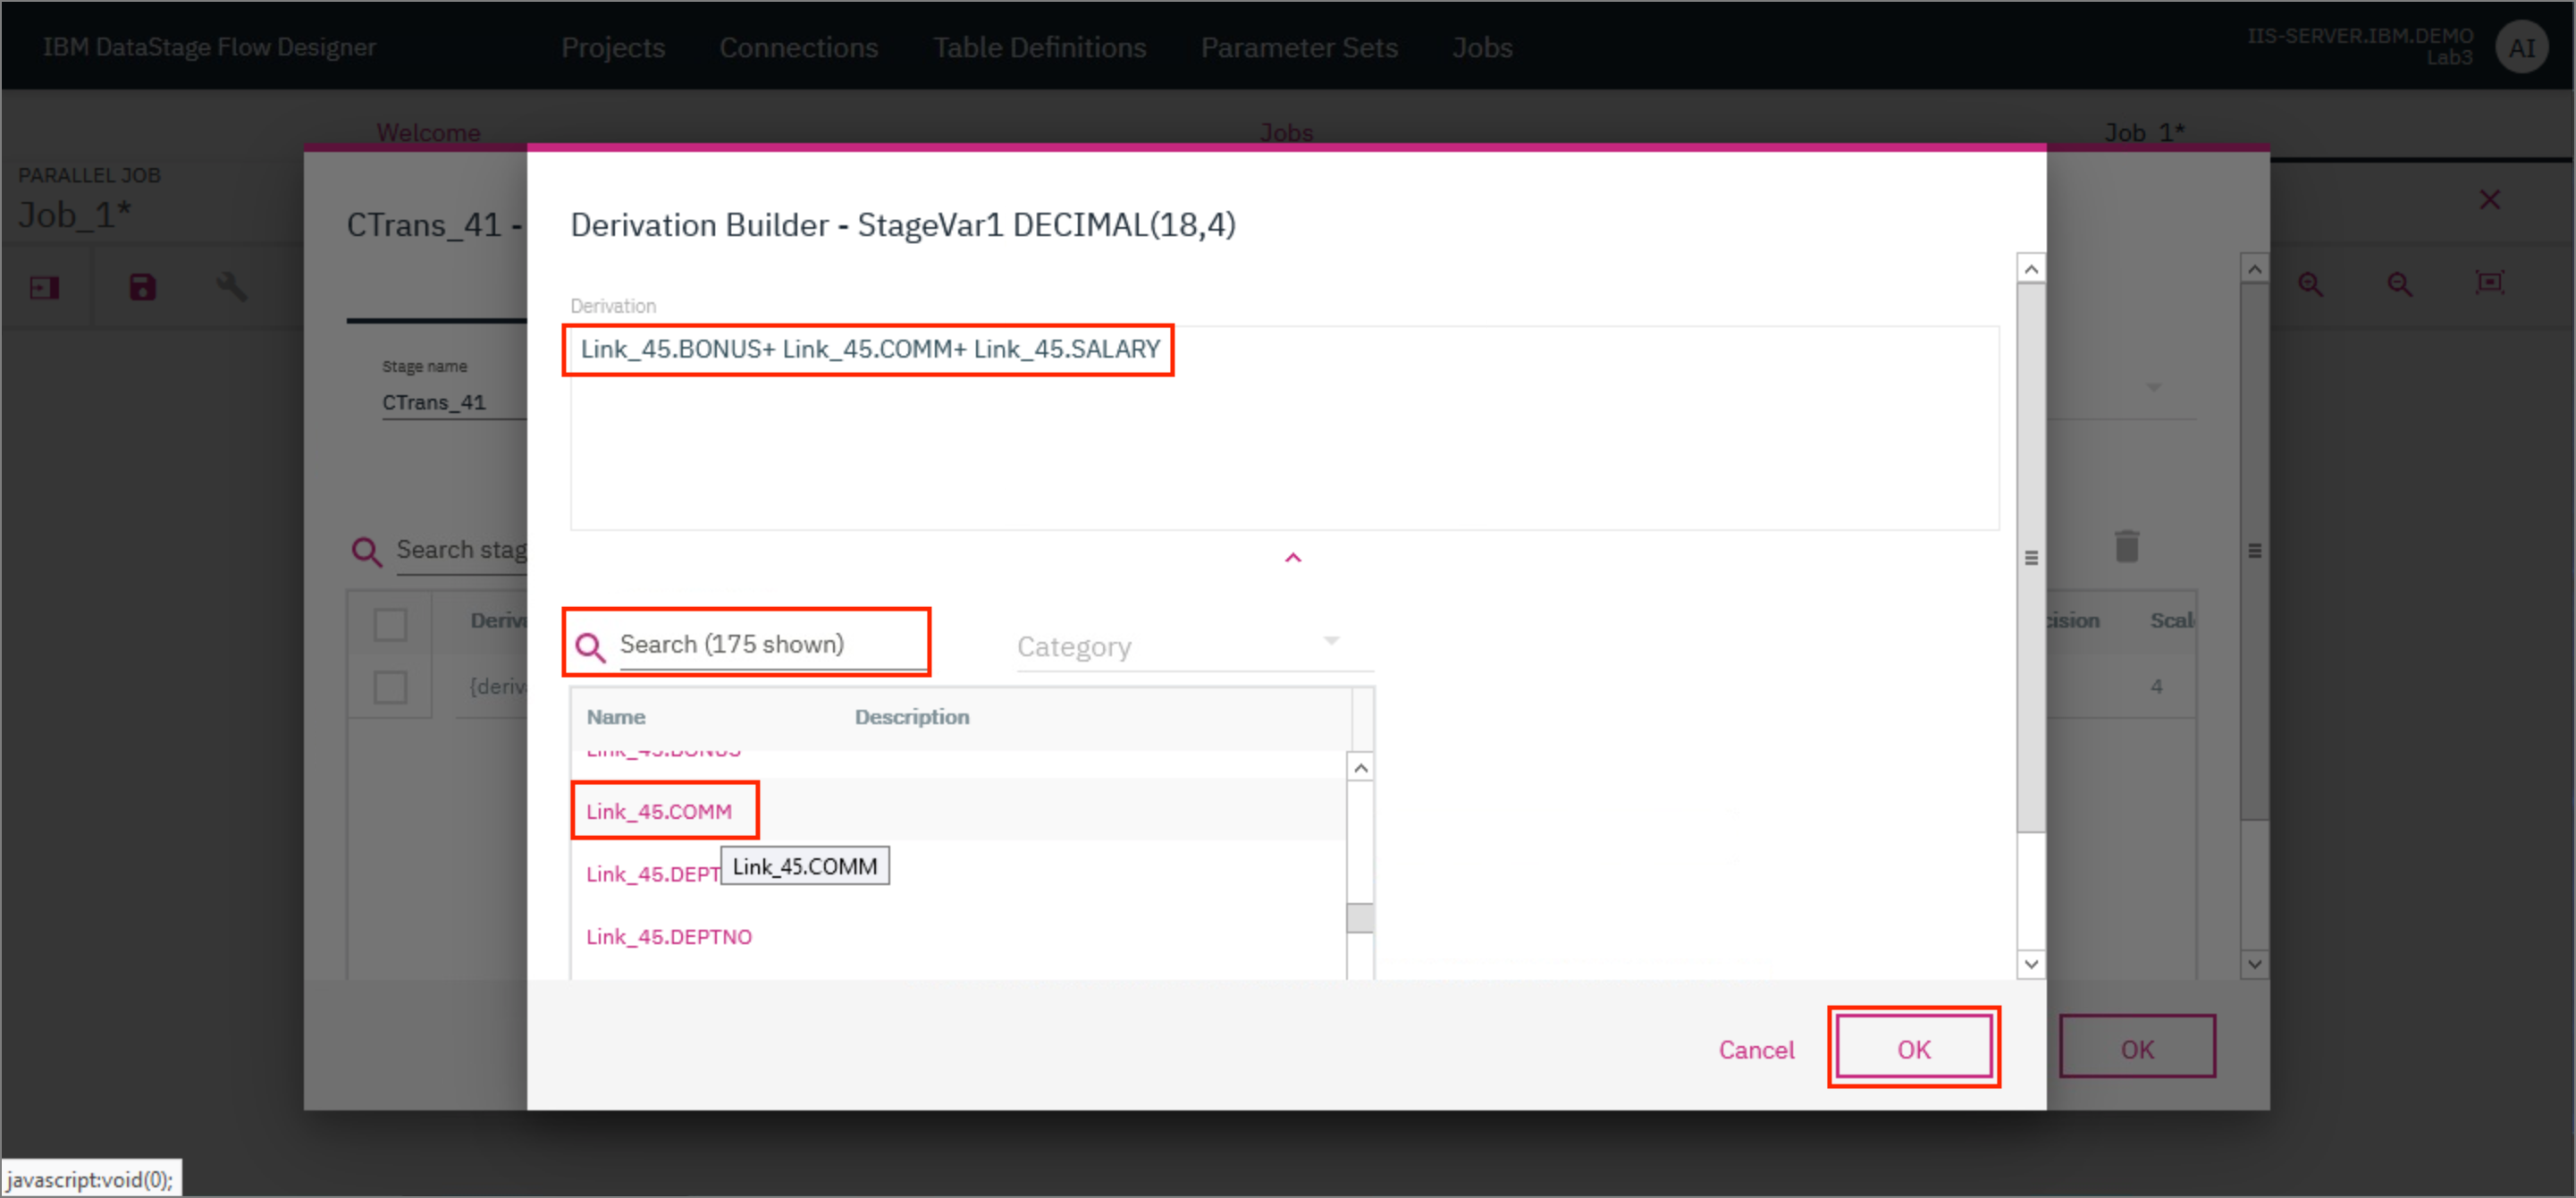 IBM DataStage Flow Designer
Projects
Connections
Table Definitions
Parameter Sets
Jobs
IIS-SERVER.IBM.DEMO
Lab3
AI
Welcome
Jobs
Job_1*
PARALLEL JOB
Job_1*
CTrans_41 -
Derivation Builder - StageVar1 DECIMAL(18,4)
Derivation
Link_45.BONUS+ Link_45.COMM+ Link_45.SALARY
Stage name
CTrans_41
Search stag
Deriv
cision
Scal
{deriv
4
Search (175 shown)
Category
Name
Description
Link_45.BONUS
Link_45.COMM
Link_45.COMM
Link_45.DEPT
Link_45.DEPTNO
Cancel
OK
OK
javascript:void(0);